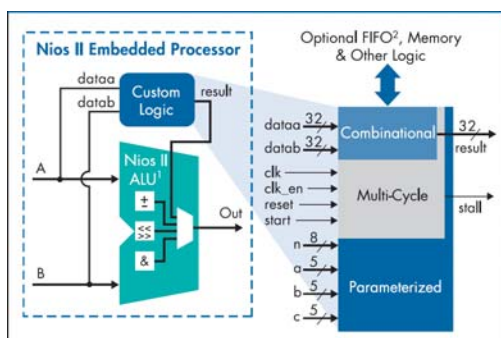 Nios II Embedded Processor
dataa
datab
Custom
Logic
result
A
Nios II
ALU¹
±
<<
>>
&
Out
B
Optional FIFO², Memory
& Other Logic
dataa 32
datab 32
Combinational
32
result
clk
clk_en
reset
start
Multi-Cycle
stall
n 8
a 5
b 5
c 5
Parameterized